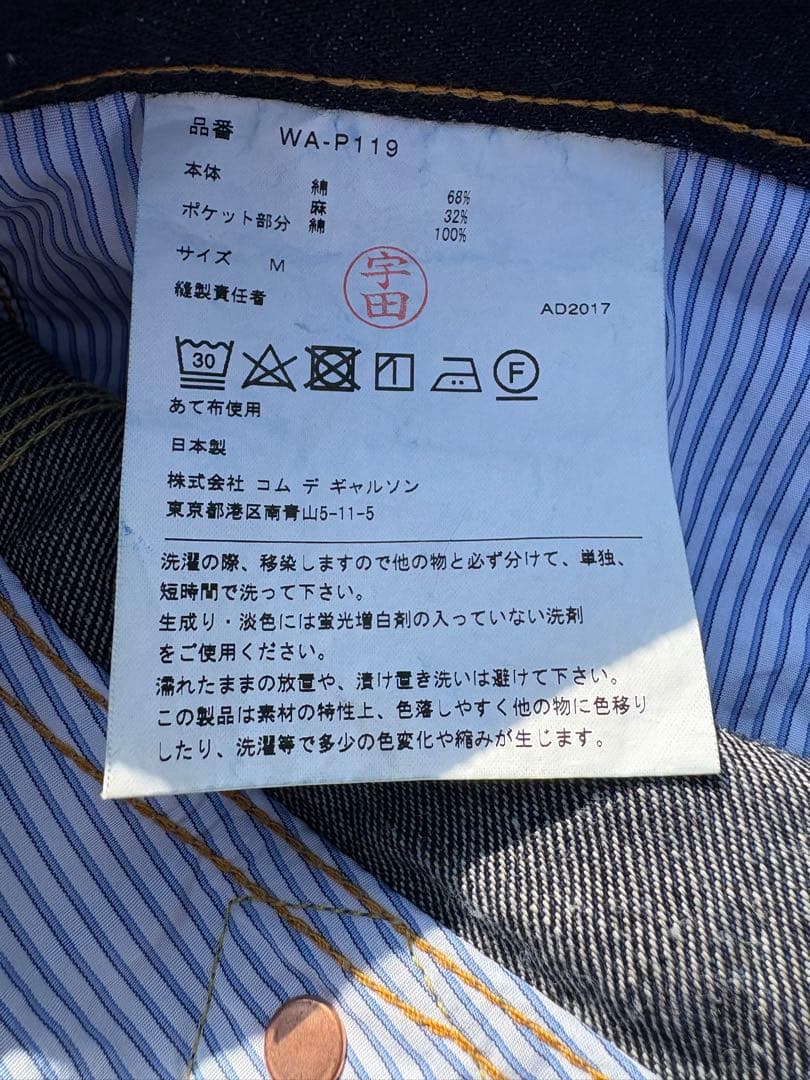 品番 WA-P119
本体 綿 68%
麻 32%
ポケット部分 綿 100%
サイズ M
縫製責任者 宇田 AD2017
30 F
あて布使用
日本製
株式会社 コム デ ギャルソン
東京都港区南青山5-11-5
洗濯の際、移染しますので他の物と必ず分けて、単独、
短時間で洗って下さい。
生成り・淡色には蛍光増白剤の入っていない洗剤
をご使用ください。
濡れたままの放置や、漬け置き洗いは避けて下さい。
この製品は素材の特性上、色落しやすく他の物に色移り
したり、洗濯等で多少の色変化や縮みが生じます。